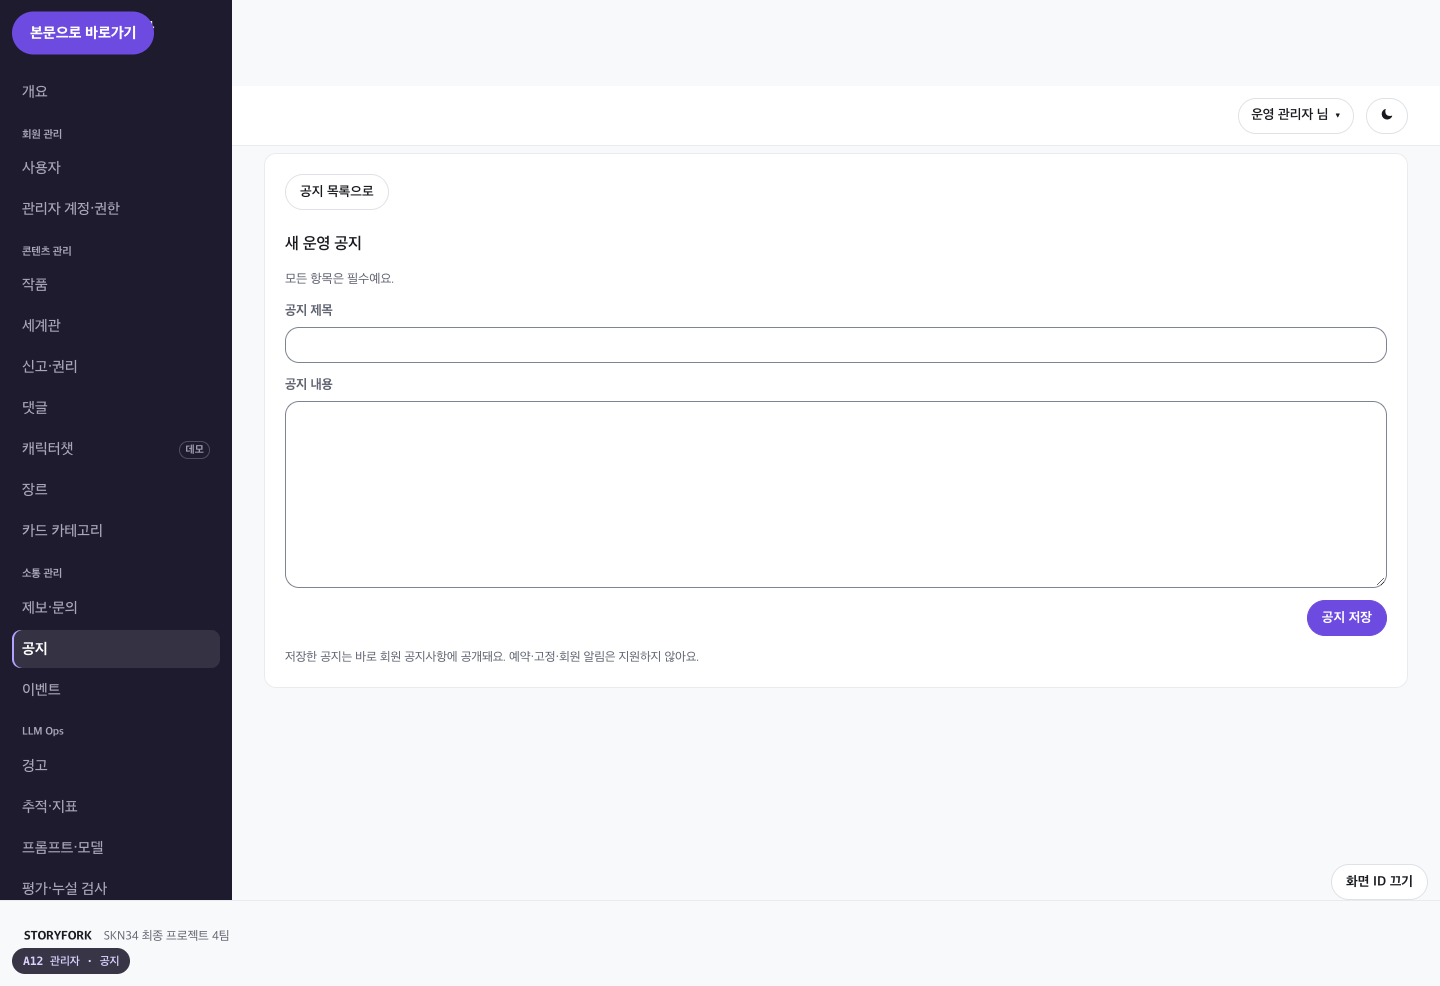 본문으로 바로가기
개요
회원 관리
사용자
관리자 계정·권한
콘텐츠 관리
작품
세계관
신고·권리
댓글
캐릭터챗 데모
장르
카드 카테고리
소통 관리
제보·문의
공지
이벤트
LLM Ops
경고
추적·지표
프롬프트·모델
평가·누설 검사
운영 관리자 님 ▾
공지 목록으로
새 운영 공지
모든 항목은 필수예요.
공지 제목
공지 내용
공지 저장
저장한 공지는 바로 회원 공지사항에 공개돼요. 예약·고정·회원 알림은 지원하지 않아요.
화면 ID 끄기
STORYFORK SKN34 최종 프로젝트 4팀
A12 관리자 · 공지